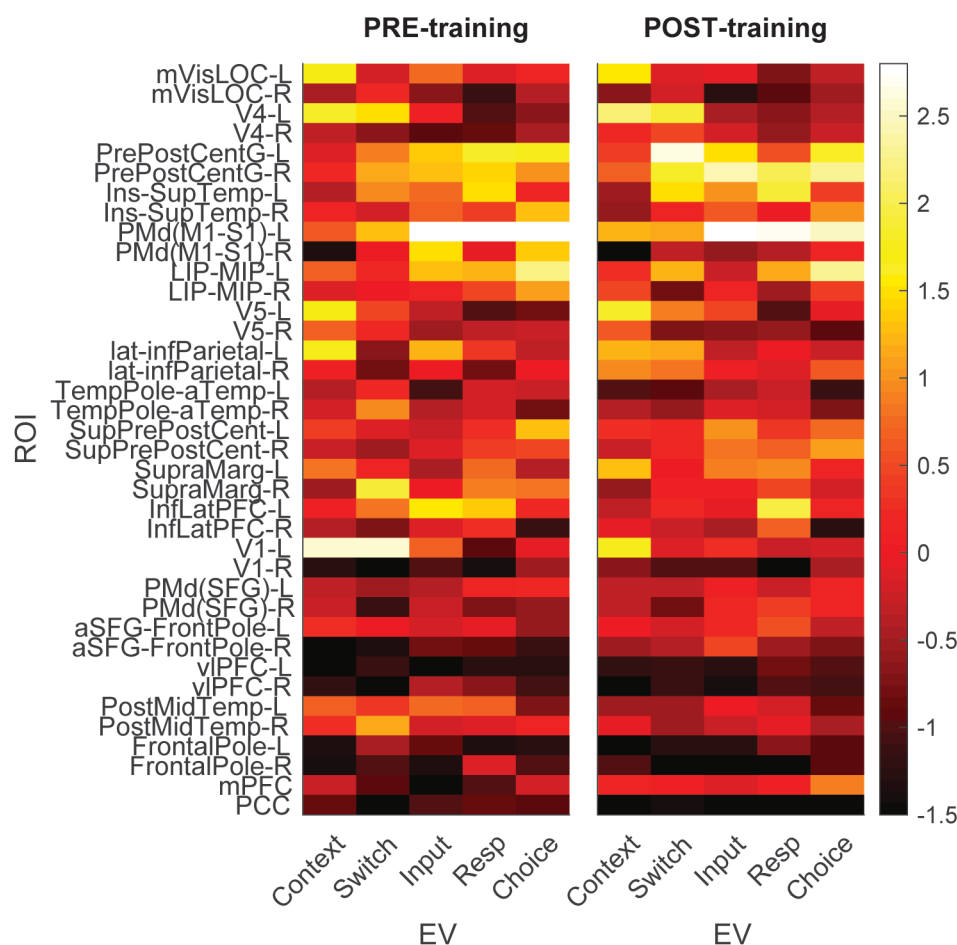 PRE-training
POST-training
ROI
mVisLOC-L
mVisLOC-R
V4-L
V4-R
PrePostCentG-L
PrePostCentG-R
Ins-SupTemp-L
Ins-SupTemp-R
PMd(M1-S1)-L
PMd(M1-S1)-R
LIP-MIP-L
LIP-MIP-R
V5-L
V5-R
lat-infParietal-L
lat-infParietal-R
TempPole-aTemp-L
TempPole-aTemp-R
SupPrePostCent-L
SupPrePostCent-R
SupraMarg-L
SupraMarg-R
InfLatPFC-L
InfLatPFC-R
V1-L
V1-R
PMd(SFG)-L
PMd(SFG)-R
aSFG-FrontPole-L
aSFG-FrontPole-R
vlPFC-L
vlPFC-R
PostMidTemp-L
PostMidTemp-R
FrontalPole-L
FrontalPole-R
mPFC
PCC
2.5
2
1.5
1
0.5
0
-0.5
-1
-1.5
Context
Switch
Input
Resp
Choice
Context
Switch
Input
Resp
Choice
EV
EV